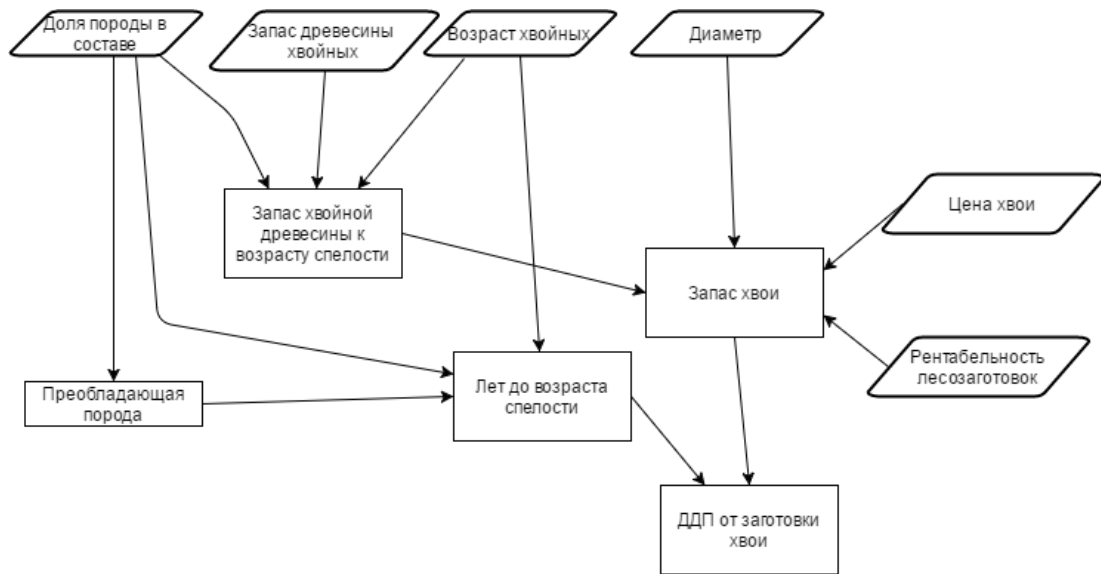 Доля породы в
составе
Запас древесины
хвойных
Возраст хвойных
Диаметр
Запас хвойной
древесины к
возрасту спелости
Цена хвои
Запас хвои
Рентабельность
лесозаготовок
Преобладающая
порода
Лет до возраста
спелости
ДДП от заготовки
хвои